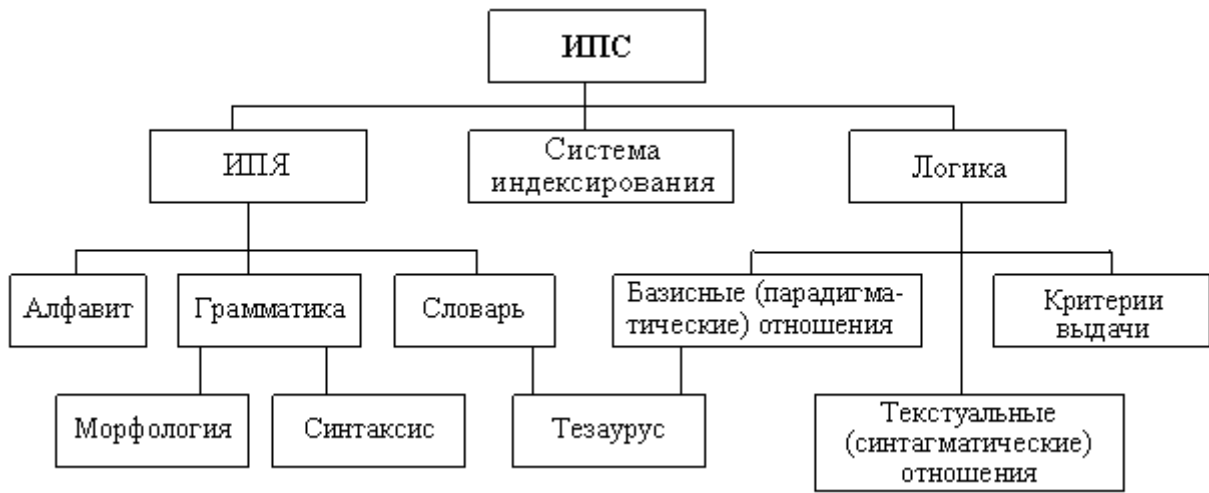 ИПС
ИПЯ
Система
индексирования
Логика
Алфавит
Грамматика
Словарь
Базисные (парадигма-
тические) отношения
Критерии
выдачи
Морфология
Синтаксис
Тезаурус
Текстуальные
(синтагматические)
отношения